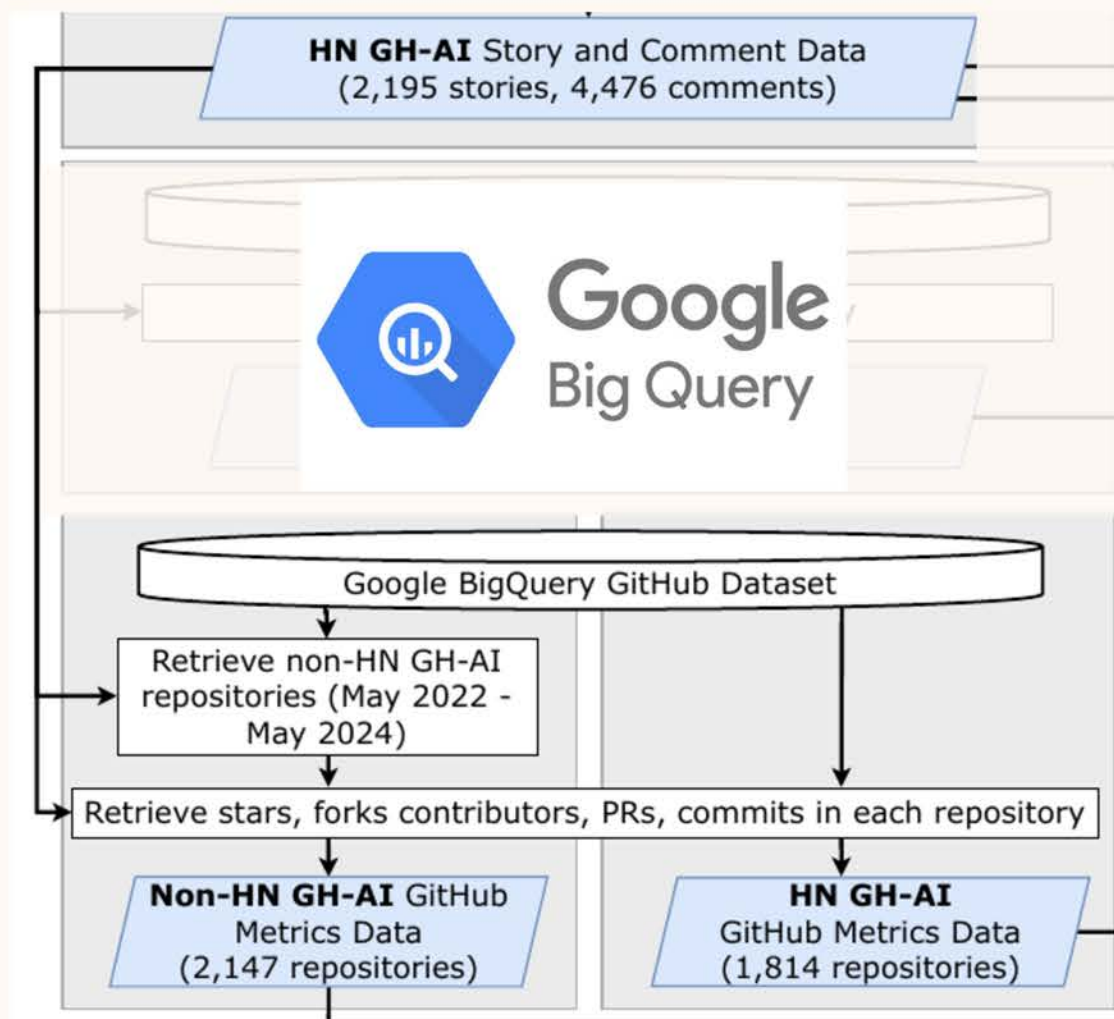 HN GH-AI Story and Comment Data
(2,195 stories, 4,476 comments)
Google
Big Query
Google BigQuery GitHub Dataset
Retrieve non-HN GH-AI
repositories (May 2022 -
May 2024)
Retrieve stars, forks contributors, PRs, commits in each repository
Non-HN GH-AI GitHub
Metrics Data
(2,147 repositories)
HN GH-AI
GitHub Metrics Data
(1,814 repositories)